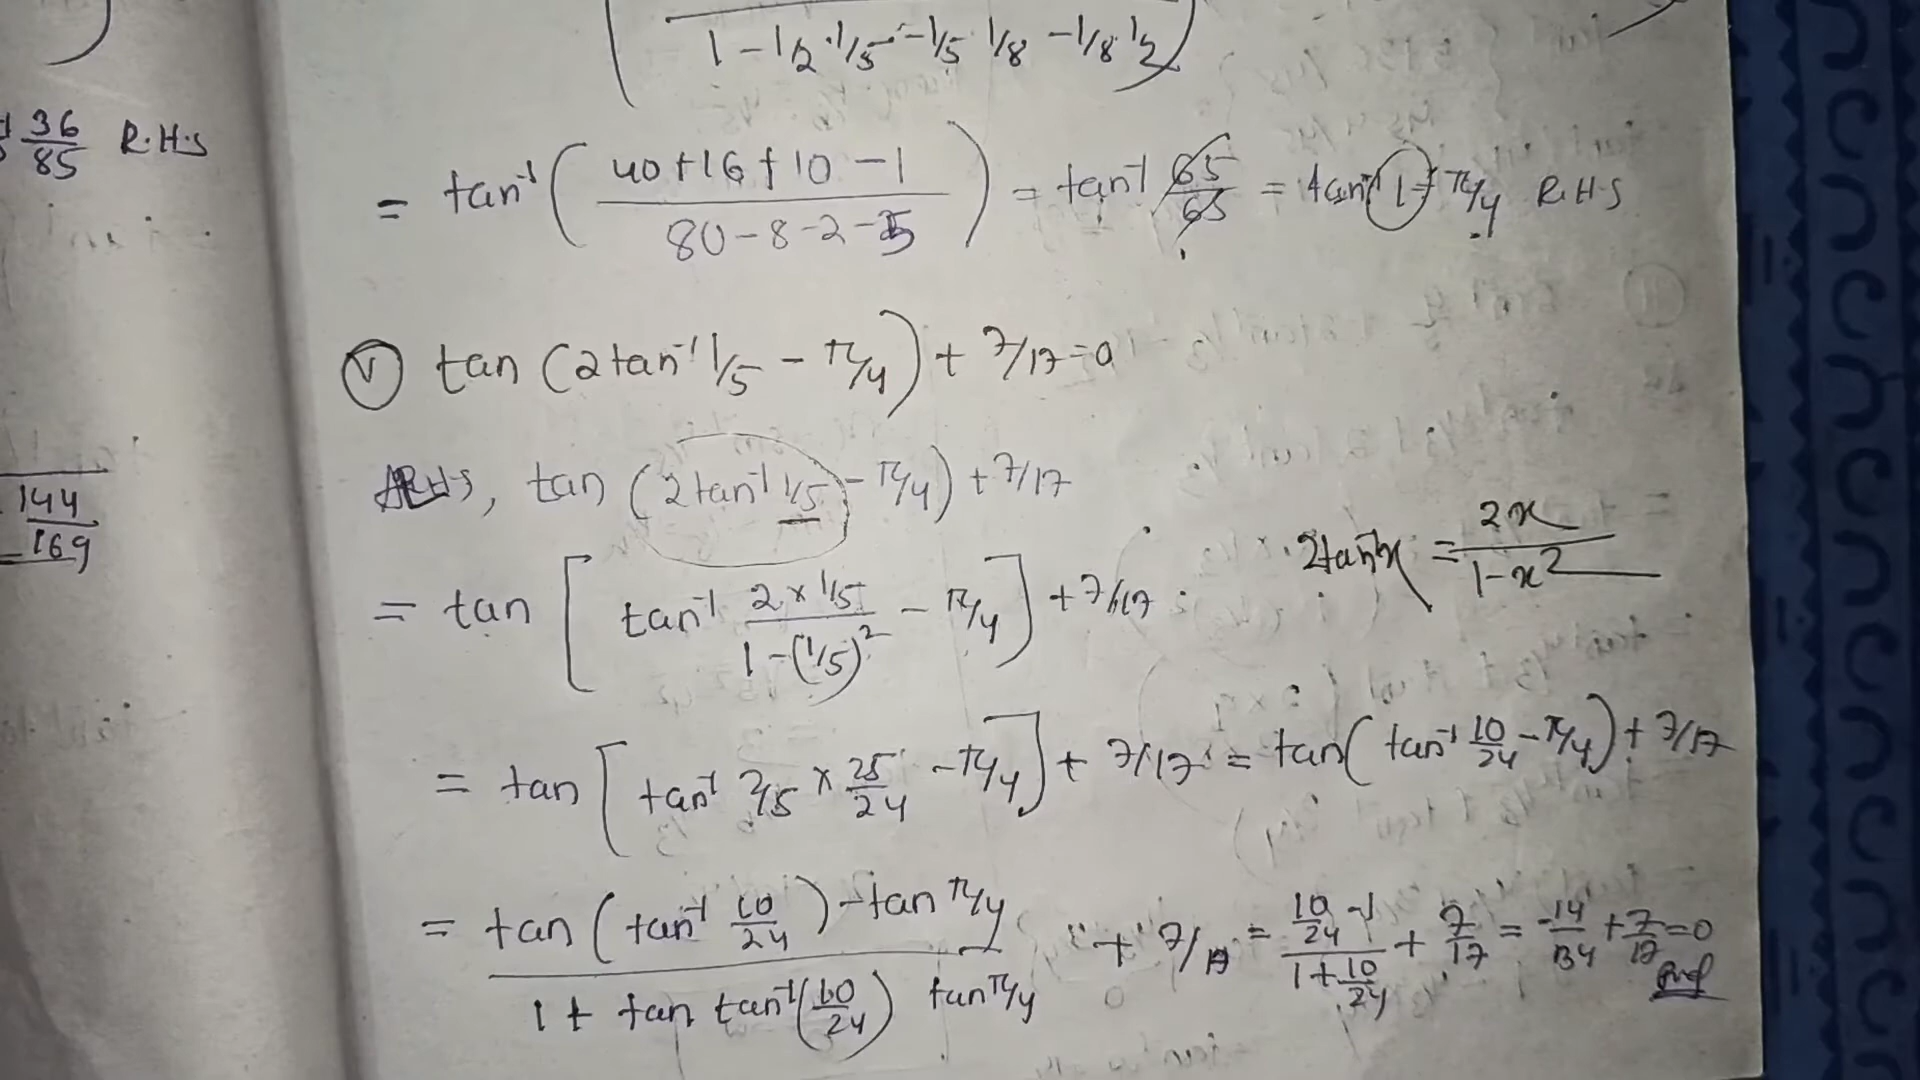 1 - 1/2 · 1/5 - 1/5 1/8 - 1/8 · 1/2
36/85 R.H.S
= tan⁻¹ ( 40+16+10-1 / 80-8-2-5 ) = tan⁻¹ 65/65 = tan⁻¹ 1 = π/4 R.H.S
(v) tan (2tan⁻¹ 1/5 - π/4) + 7/17 = 0
144
169
tan (2tan⁻¹ 1/5 - π/4) + 7/17
2tan⁻¹x = 2x / 1-x²
= tan [ tan⁻¹ 2×1/5 / 1-(1/5)² - π/4 ] + 7/17
= tan [ tan⁻¹ 2/5 × 25/24 - π/4 ] + 7/17 = tan( tan⁻¹ 10/24 - π/4 ) + 7/17
= tan (tan⁻¹ 10/24) - tan π/4 / 1 + tan tan⁻¹(10/24) tan π/4 + 7/17 = 10/24 - 1 / 1 + 10/24 + 7/17 = -14/34 + 7/17 = 0